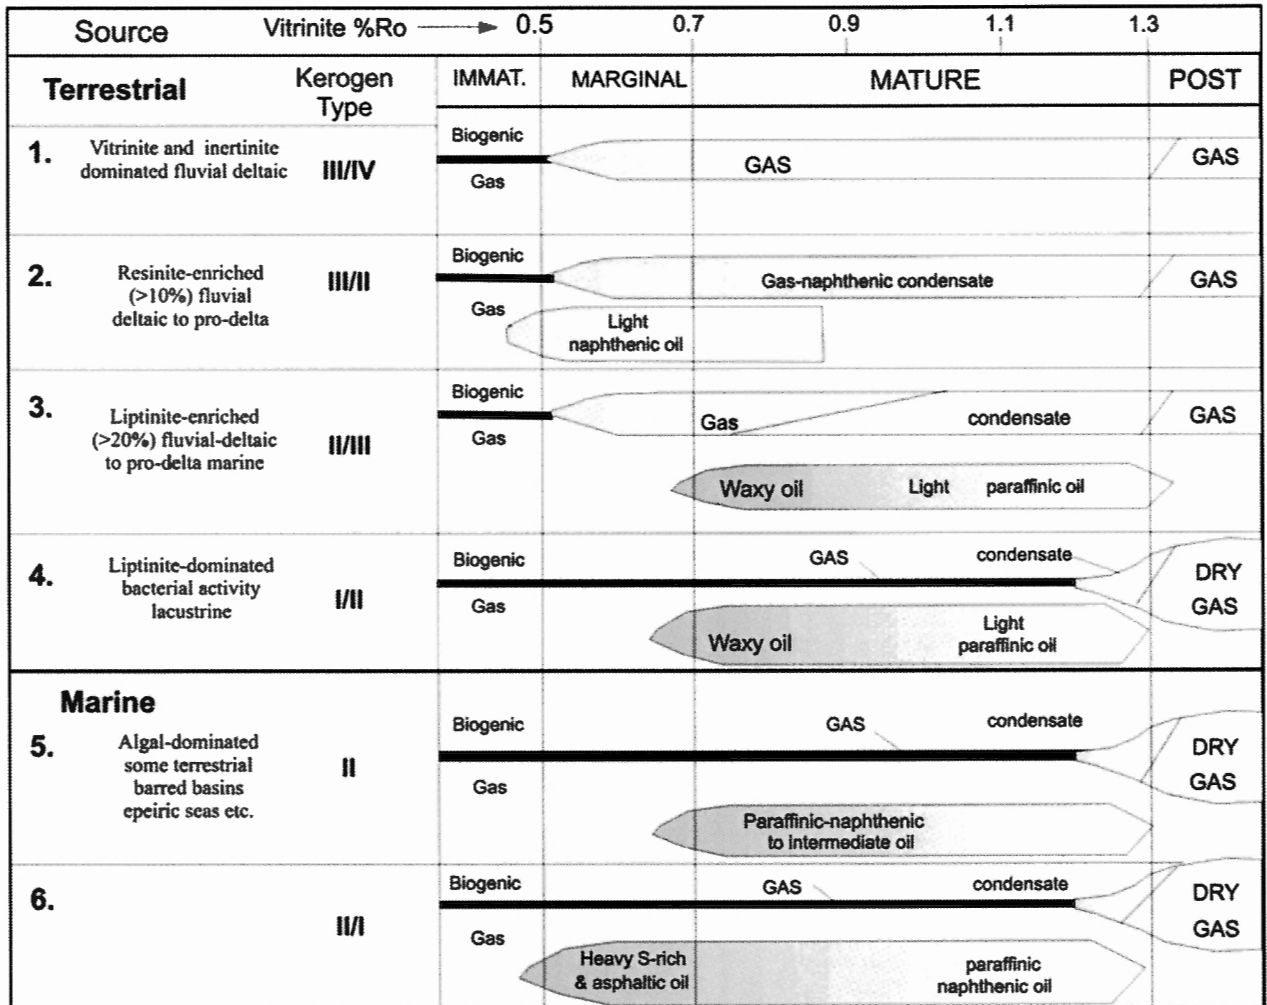 Source Vitrinite %Ro 0.5 0.7 0.9 1.1 1.3
Terrestrial Kerogen Type IMMAT. MARGINAL MATURE POST
1. Vitrinite and inertinite
dominated fluvial deltaic
III/IV
Biogenic
Gas
GAS
GAS
2. Resinite-enriched
(>10%) fluvial
deltaic to pro-delta
III/II
Biogenic
Gas
Gas-naphthenic condensate
GAS
Light
naphthenic oil
3. Liptinite-enriched
(>20%) fluvial-deltaic
to pro-delta marine
II/III
Biogenic
Gas
Gas
condensate
GAS
Waxy oil Light paraffinic oil
4. Liptinite-dominated
bacterial activity
lacustrine
I/II
Biogenic
Gas
GAS
condensate
DRY
GAS
Waxy oil
Light
paraffinic oil
Marine
5. Algal-dominated
some terrestrial
barred basins
epeiric seas etc.
II
Biogenic
Gas
GAS
condensate
DRY
GAS
Paraffinic-naphthenic
to intermediate oil
6.
II/I
Biogenic
Gas
GAS
condensate
DRY
GAS
Heavy S-rich
& asphaltic oil
paraffinic
naphthenic oil